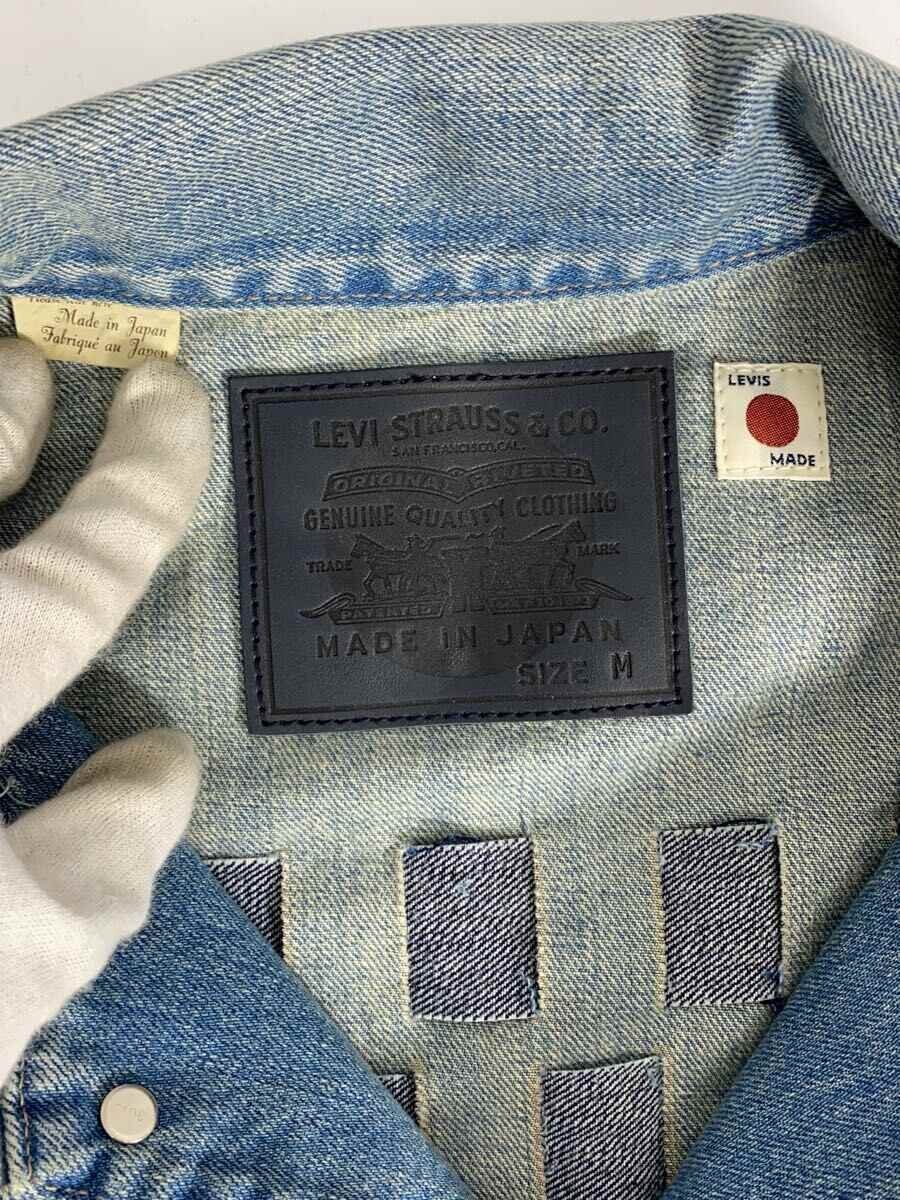 Made in Japan
Fabriqué au Japon
LEVI STRAUSS & CO.
SAN FRANCISCO, CAL.
ORIGINAL RIVETED
GENUINE QUALITY CLOTHING
TRADE MARK
PATENTED
MADE IN JAPAN
SIZE M
LEVIS
MADE